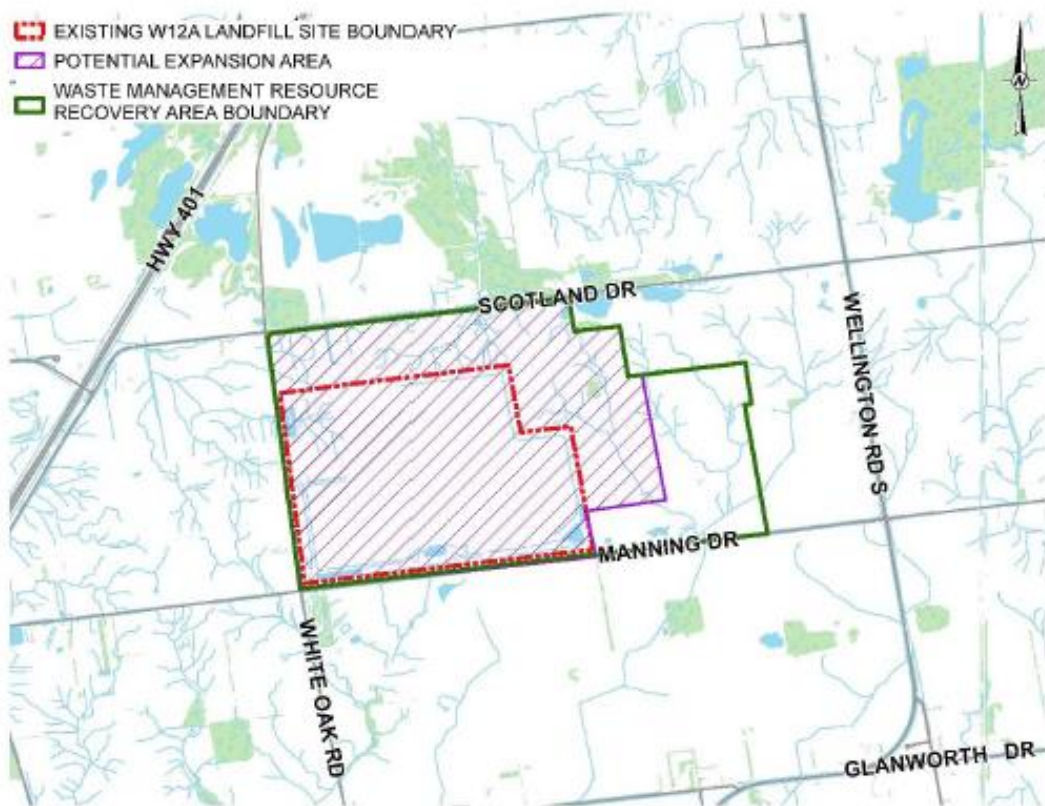 EXISTING W12A LANDFILL SITE BOUNDARY
POTENTIAL EXPANSION AREA
WASTE MANAGEMENT RESOURCE
RECOVERY AREA BOUNDARY
N
HWY 401
SCOTLAND DR
WELLINGTON RD S
MANNING DR
WHITE OAK RD
GLANWORTH DR